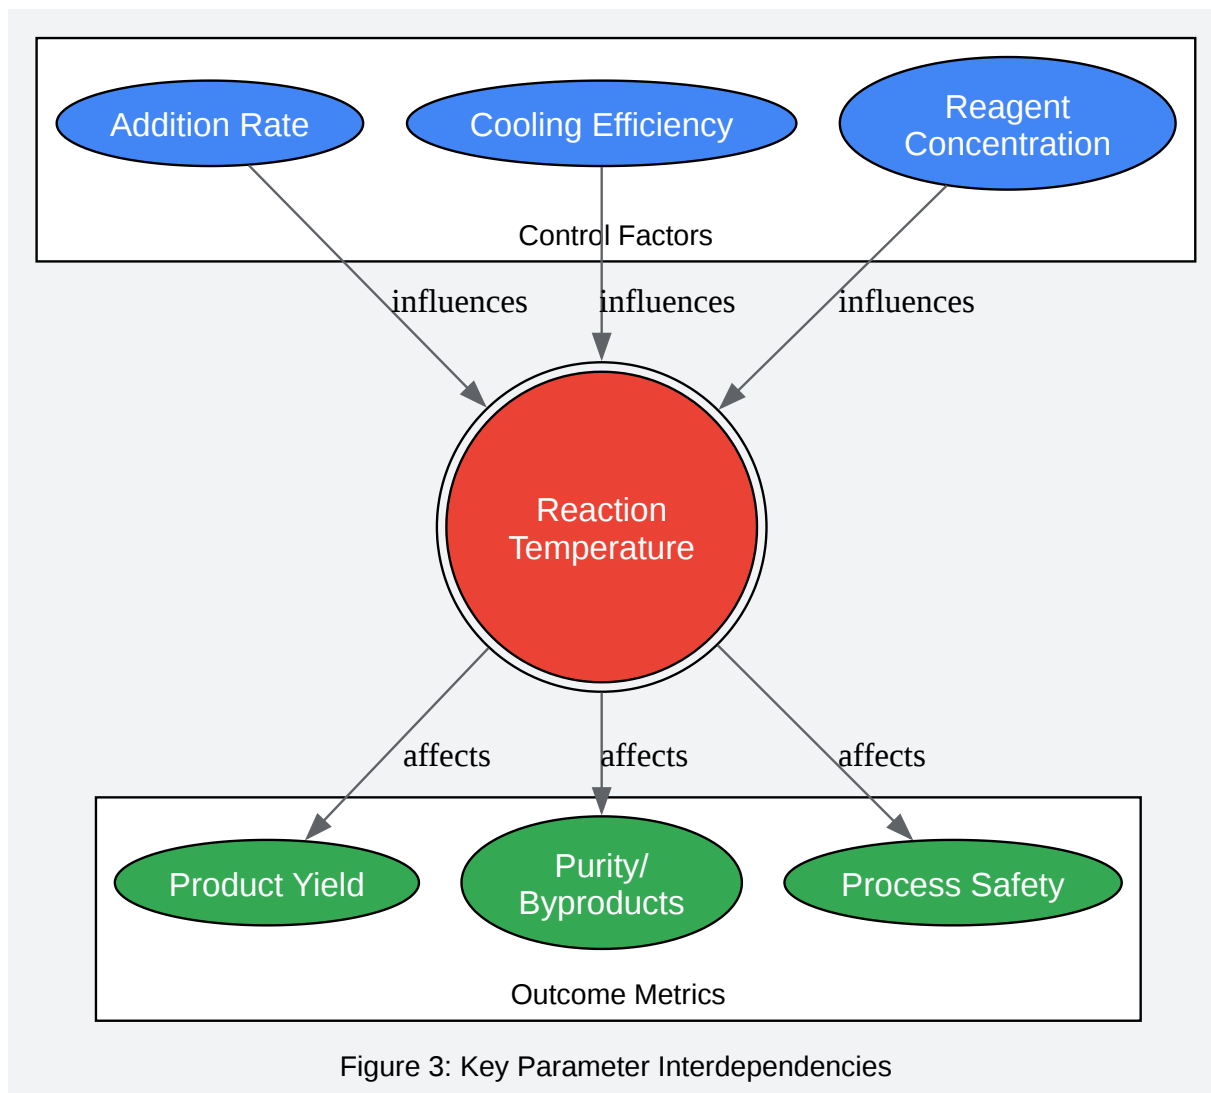 Addition Rate
Cooling Efficiency
Reagent
Concentration
Control Factors
influences
influences
influences
Reaction
Temperature
affects
affects
affects
Product Yield
Purity/
Byproducts
Process Safety
Outcome Metrics
Figure 3: Key Parameter Interdependencies